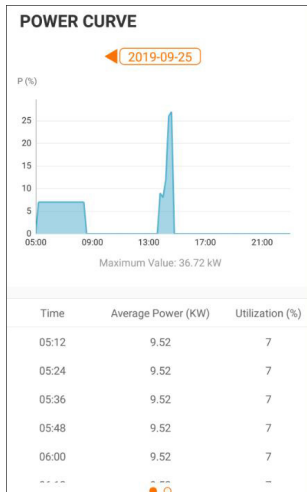 POWER CURVE
2019-09-25
P (%)
25
20
15
10
5
0
05:00 09:00 13:00 17:00 21:00
Maximum Value: 36.72 kW
Time Average Power (KW) Utilization (%)
05:12 9.52 7
05:24 9.52 7
05:36 9.52 7
05:48 9.52 7
06:00 9.52 7